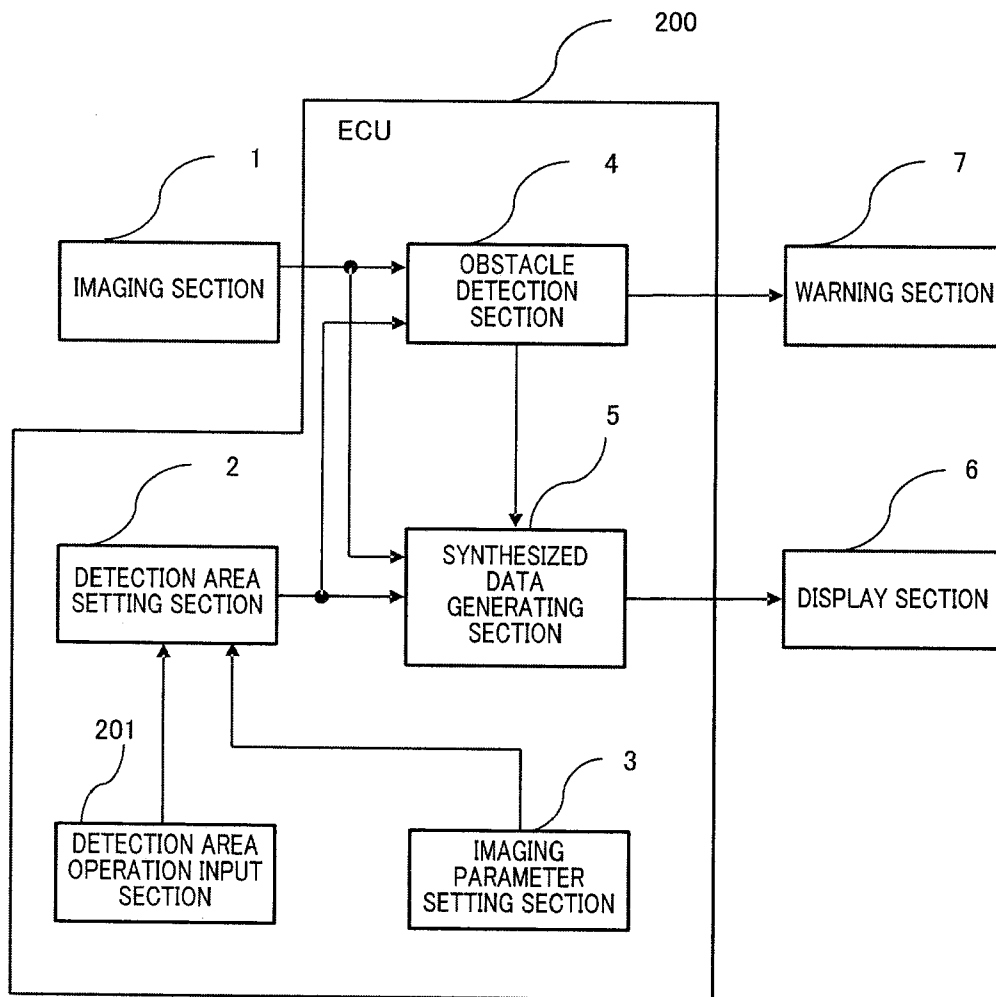 200
ECU
1
4
7
IMAGING SECTION
OBSTACLE
DETECTION
SECTION
WARNING SECTION
2
5
6
DETECTION AREA
SETTING SECTION
SYNTHESIZED
DATA
GENERATING
SECTION
DISPLAY SECTION
201
3
DETECTION AREA
OPERATION INPUT
SECTION
IMAGING
PARAMETER
SETTING SECTION